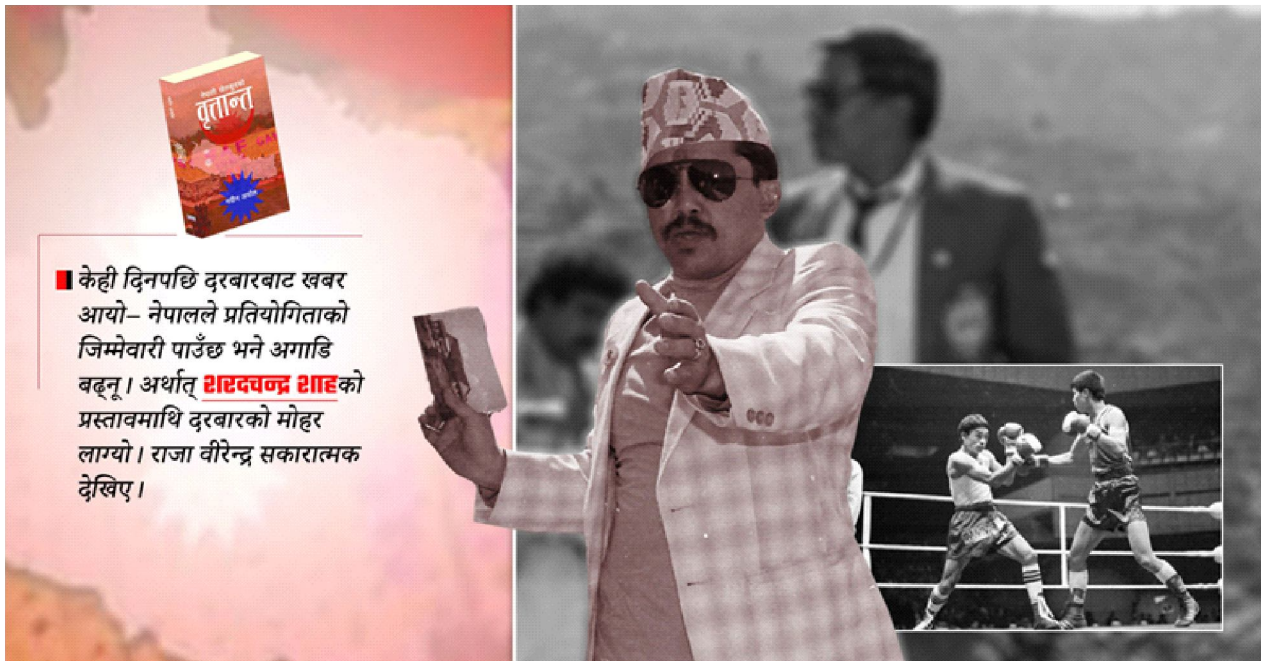 वृत्तान्त
केही दिनपछि दरबारबाट खबर
आयो– नेपालले प्रतियोगिताको
जिम्मेवारी पाउँछ भने अगाडि
बढ्नू। अर्थात् शरदचन्द्र शाहको
प्रस्तावमाथि दरबारको मोहर
लाग्यो। राजा वीरेन्द्र सकारात्मक
देखिए।